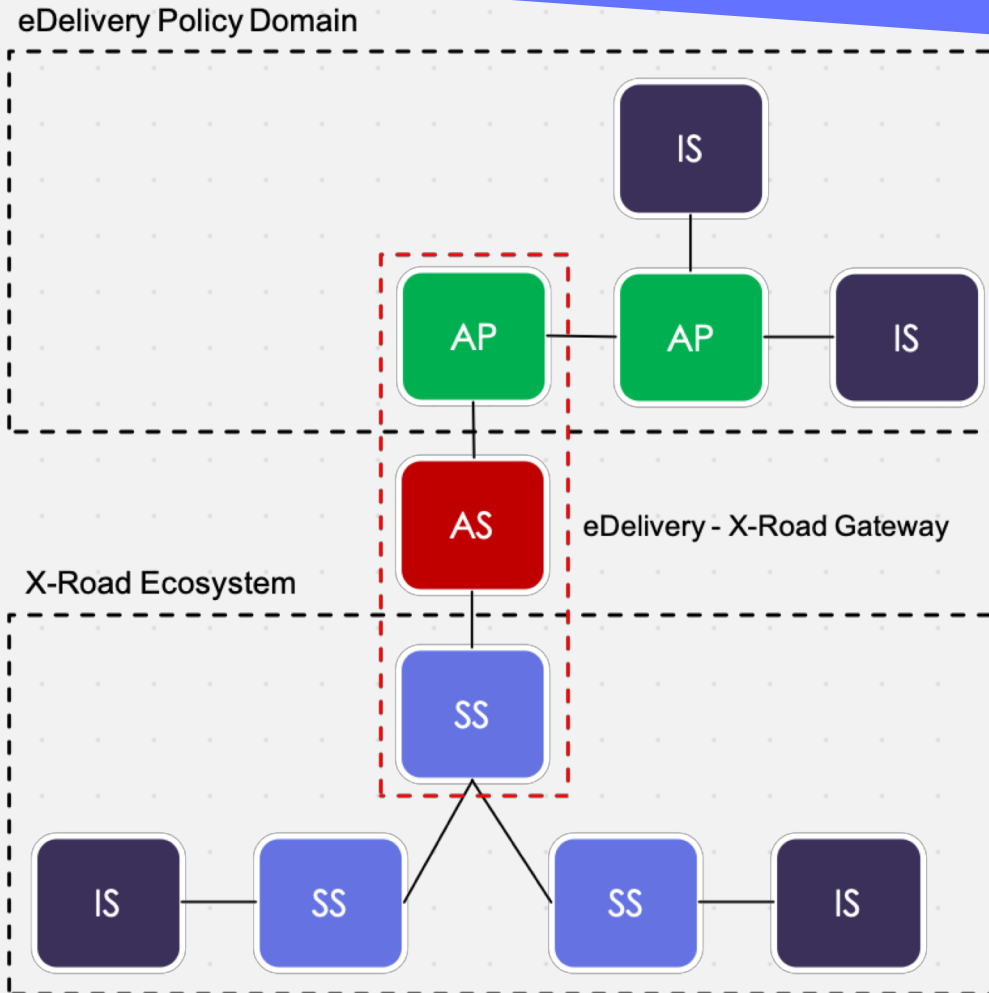 eDelivery Policy Domain
IS
AP
AP
IS
AS
eDelivery - X-Road Gateway
X-Road Ecosystem
SS
IS
SS
SS
IS